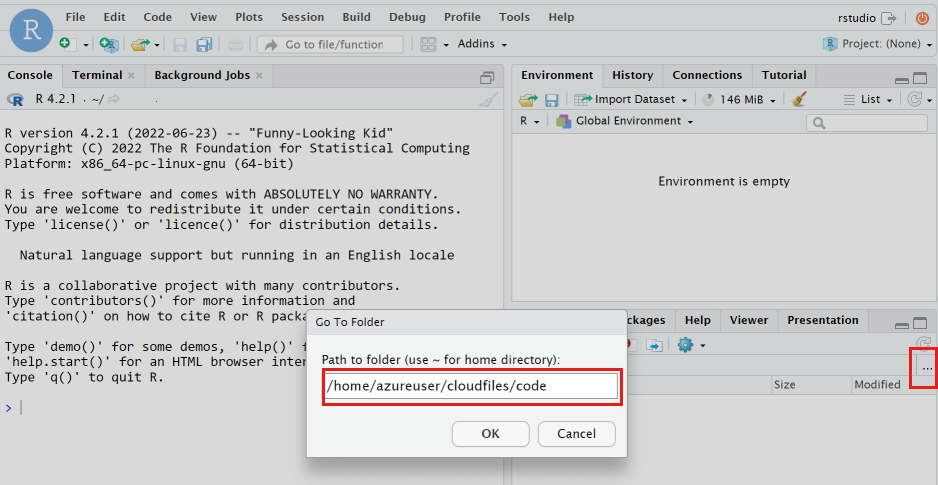 File Edit Code View Plots Session Build Debug Profile Tools Help
rstudio
R
Go to file/function
Addins
Project: (None)
Console Terminal Background Jobs
R 4.2.1 . ~/
R version 4.2.1 (2022-06-23) -- "Funny-Looking Kid"
Copyright (C) 2022 The R Foundation for Statistical Computing
Platform: x86_64-pc-linux-gnu (64-bit)
R is free software and comes with ABSOLUTELY NO WARRANTY.
You are welcome to redistribute it under certain conditions.
Type 'license()' or 'licence()' for distribution details.
Natural language support but running in an English locale
R is a collaborative project with many contributors.
Type 'contributors()' for more information and
'citation()' on how to cite R or R packa
Type 'demo()' for some demos, 'help()'
'help.start()' for an HTML browser inter
Type 'q()' to quit R.
>
Environment History Connections Tutorial
Import Dataset
146 MiB
List
R
Global Environment
Environment is empty
ckages Help Viewer Presentation
...
Size Modified
Go To Folder
Path to folder (use ~ for home directory):
/home/azureuser/cloudfiles/code
OK Cancel